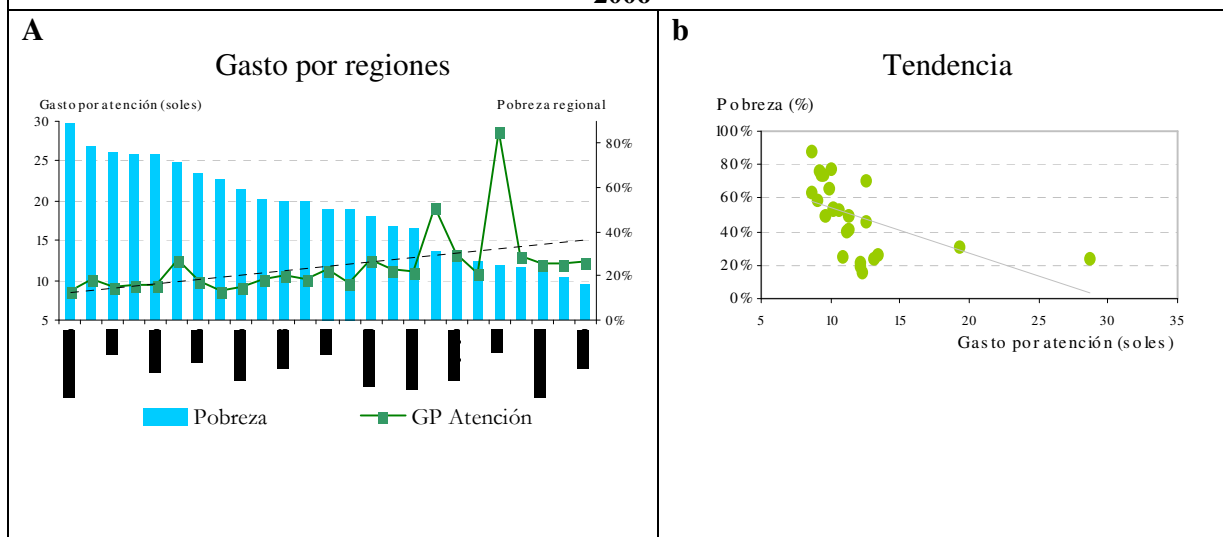 2006
A
b
Gasto por regiones
Tendencia
Gasto por atención (soles)
Pobreza regional
Pobreza (%)
30
25
20
15
10
5
80%
60%
40%
20%
0%
Pobreza
GP Atención
100%
80%
60%
40%
20%
0%
5
10
15
20
25
30
35
Gasto por atención (soles)